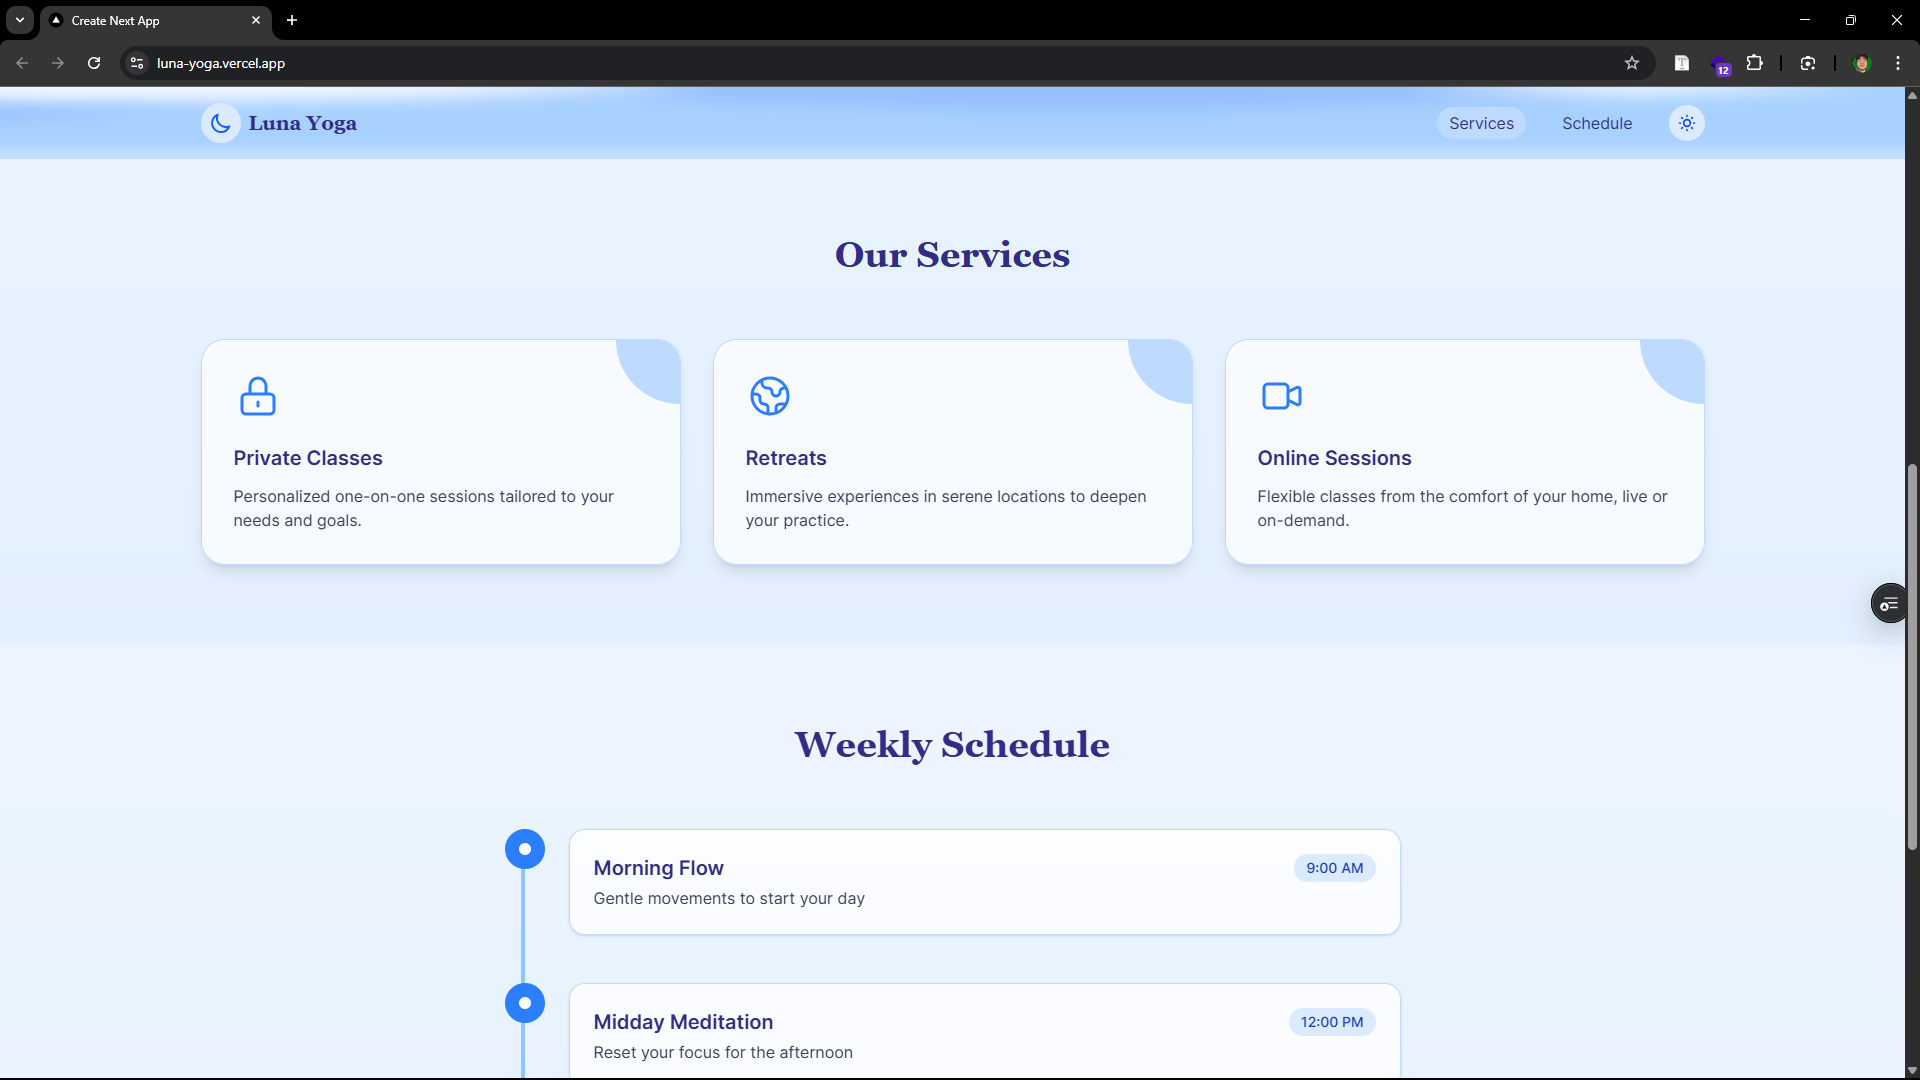 Create Next App
luna-yoga.vercel.app
12
Luna Yoga
Services
Schedule
Our Services
Private Classes
Personalized one-on-one sessions tailored to your
needs and goals.
Retreats
Immersive experiences in serene locations to deepen
your practice.
Online Sessions
Flexible classes from the comfort of your home, live or
on-demand.
Weekly Schedule
Morning Flow
9:00 AM
Gentle movements to start your day
Midday Meditation
12:00 PM
Reset your focus for the afternoon